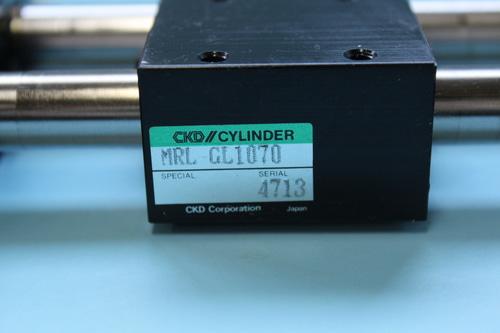 CKD//CYLINDER
MRL GL1070
SPECIAL SERIAL
4713
CKD Corporation Japan